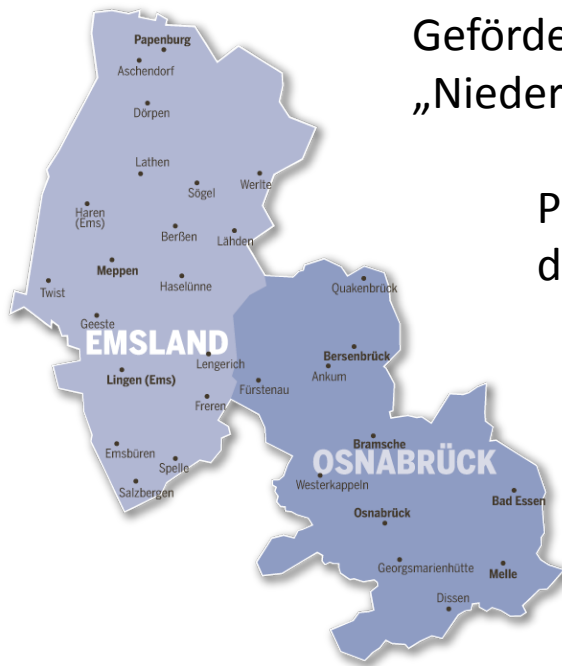 Geförde
„Nieder
P
d
Papenburg
Aschendorf
Dörpen
Lathen
Sögel
Werlte
Haren
(Ems)
Berßen
Lähden
Meppen
Haselünne
Twist
Quakenbrück
Geeste
EMSLAND
Lengerich
Bersenbrück
Ankum
Lingen (Ems)
Fürstenau
Freren
Bramsche
Emsbüren
OSNABRÜCK
Spelle
Westerkappeln
Salzbergen
Bad Essen
Osnabrück
Georgsmarienhütte
Melle
Dissen